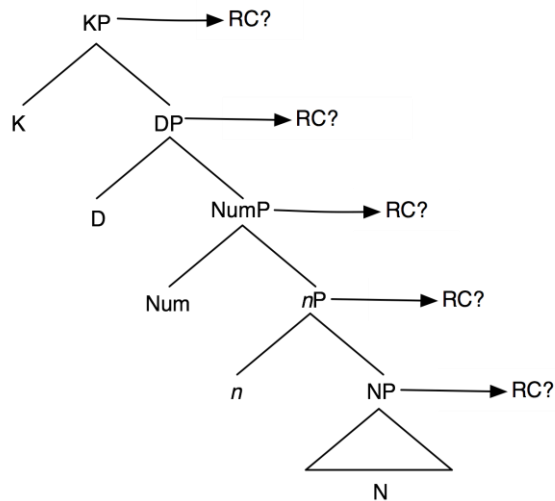 KP RC?
K DP RC?
D NumP RC?
Num nP RC?
n NP RC?
N